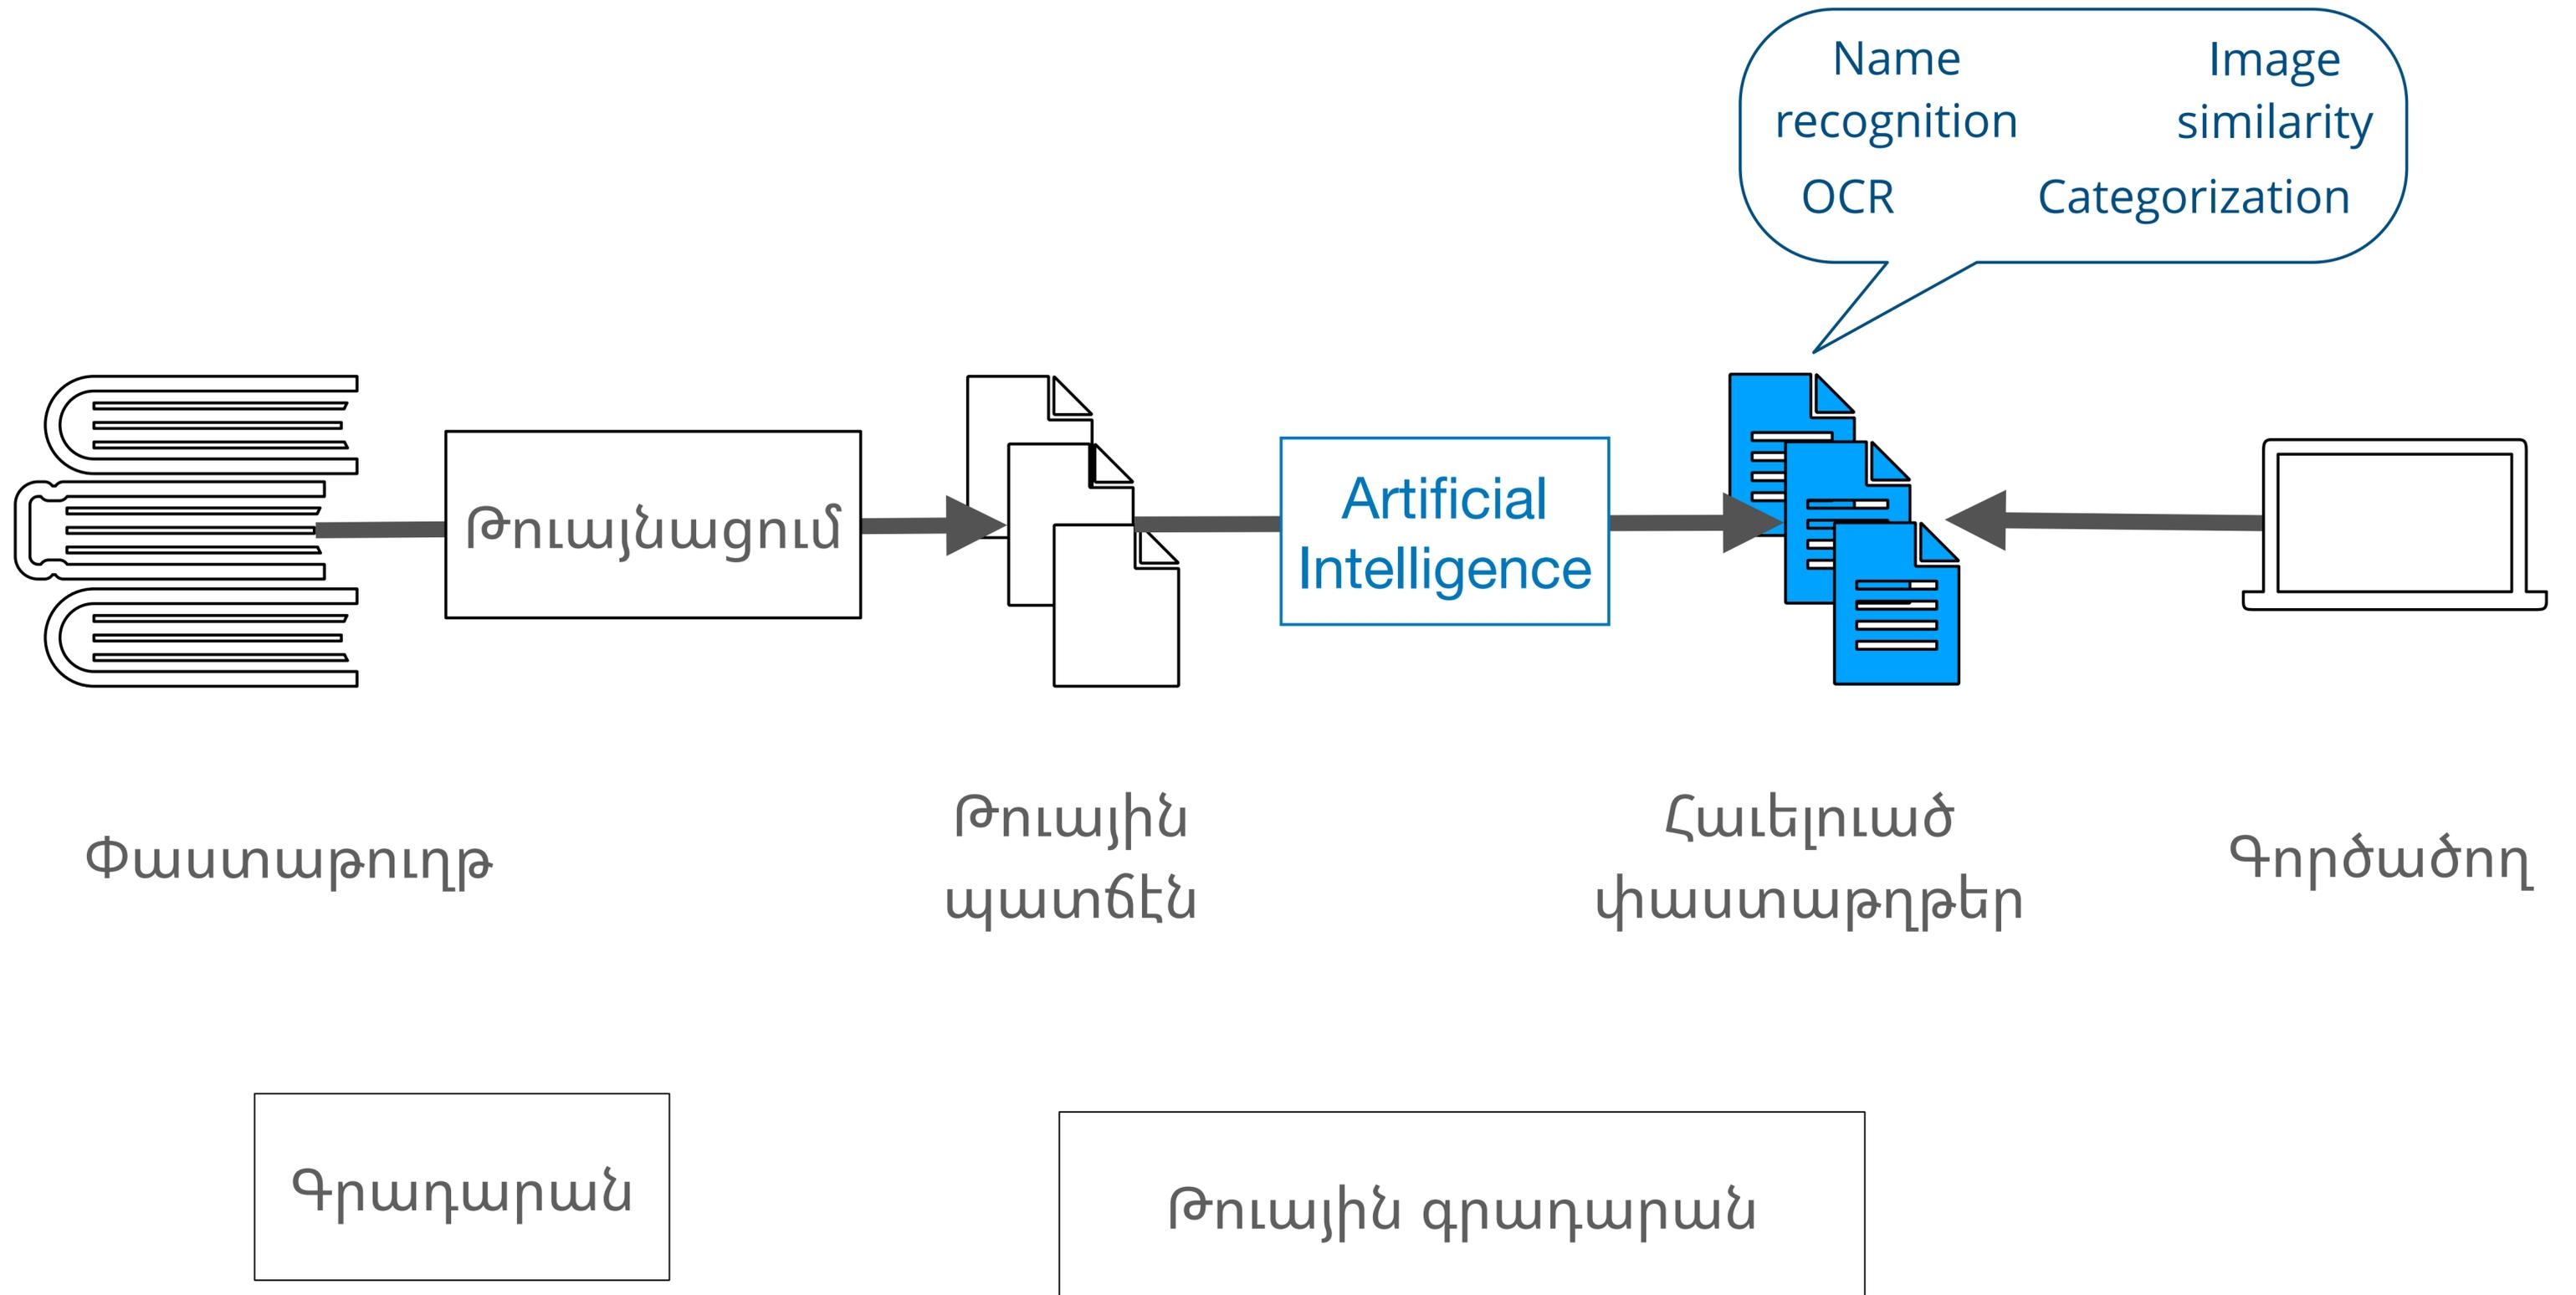 Name
recognition
Image
similarity
OCR
Categorization
Թուայնացում
Artificial
Intelligence
Փաստաթուղթ
Թուային
պատճէն
Հաւելուած
փաստաթղթեր
Գործածող
Գրադարան
Թուային գրադարան